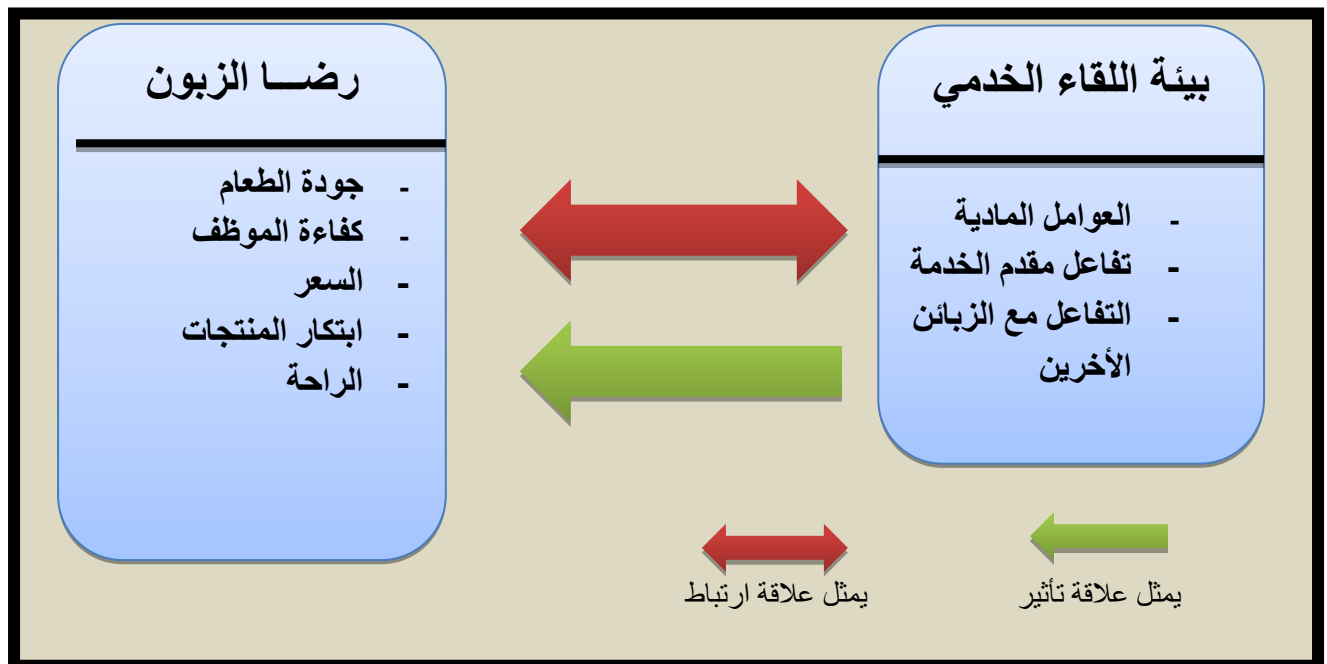 بيئة اللقاء الخدمي
- العوامل المادية
- تفاعل مقدم الخدمة
- التفاعل مع الزبائن
الأخرين
رضـــا الزبون
- جودة الطعام
- كفاءة الموظف
- السعر
- ابتكار المنتجات
- الراحة
يمثل علاقة تأثير
يمثل علاقة ارتباط